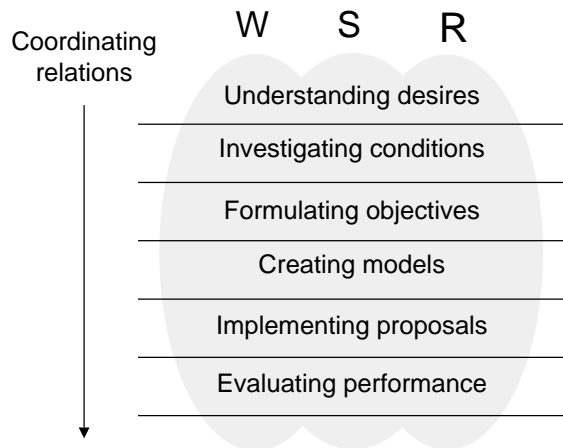 W S R
Coordinating
relations
Understanding desires
Investigating conditions
Formulating objectives
Creating models
Implementing proposals
Evaluating performance